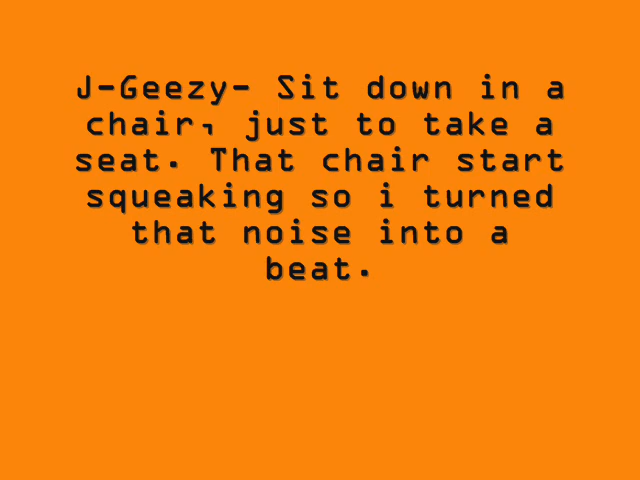 J-Geezy- Sit down in a
chair, just to take a
seat. That chair start
squeaking so i turned
that noise into a
beat.